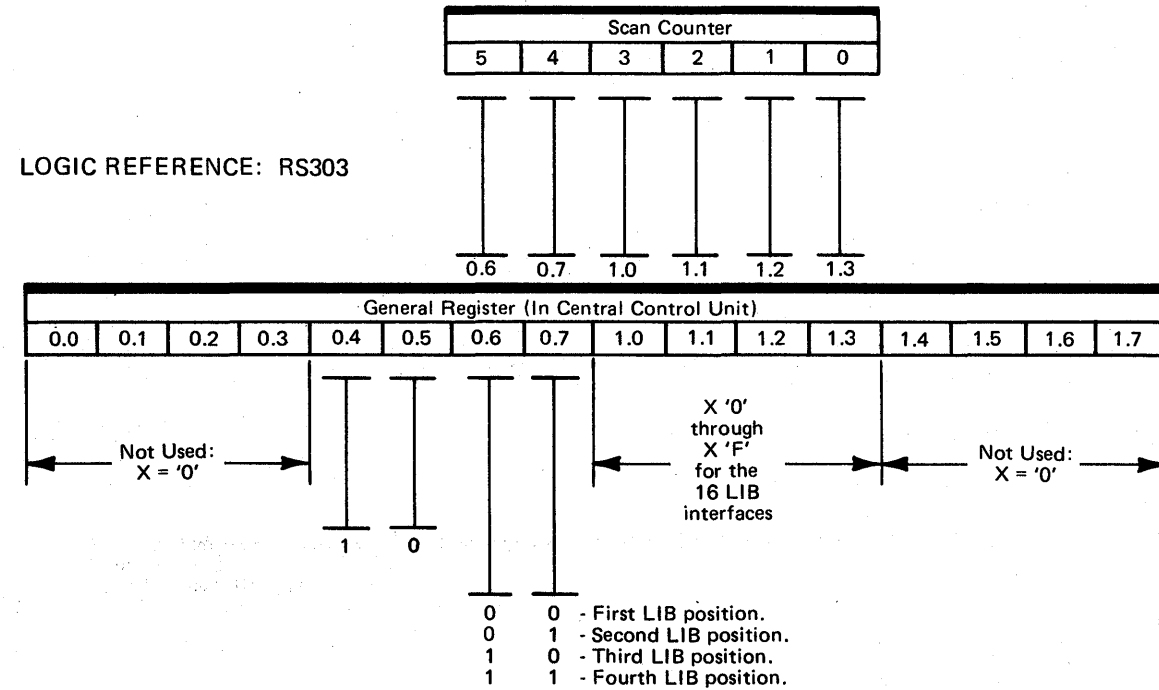 Scan Counter
5 4 3 2 1 0
LOGIC REFERENCE: RS303
0.6 0.7 1.0 1.1 1.2 1.3
General Register (In Central Control Unit)
0.0 0.1 0.2 0.3 0.4 0.5 0.6 0.7 1.0 1.1 1.2 1.3 1.4 1.5 1.6 1.7
Not Used:
X = '0'
X '0'
through
X 'F'
for the
16 LIB
interfaces
Not Used:
X = '0'
1 0
0 0 - First LIB position.
0 1 - Second LIB position.
1 0 - Third LIB position.
1 1 - Fourth LIB position.